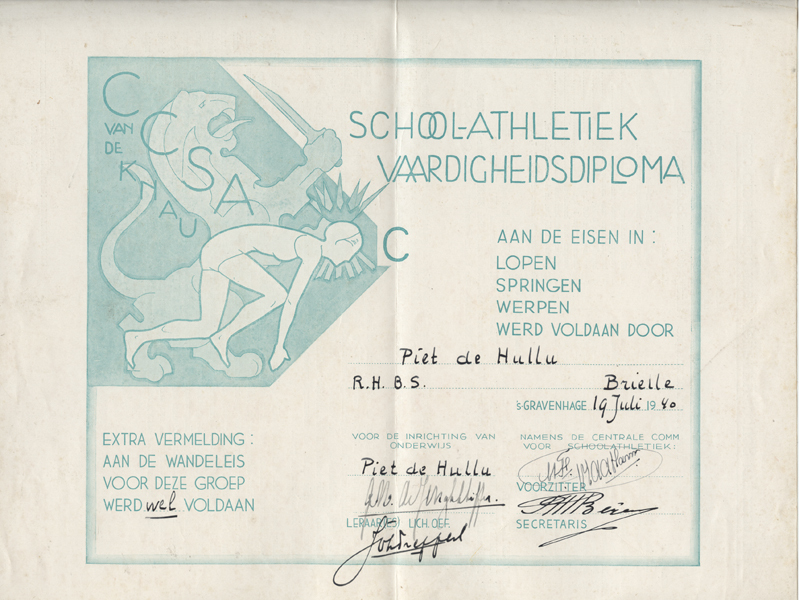 C
VAN
DE
KNAU
CSA
C
SCHOOL-ATHLETIEK
VAARDIGHEIDSDIPLOMA
AAN DE EISEN IN :
LOPEN
SPRINGEN
WERPEN
WERD VOLDAAN DOOR
Piet de Hullu
R.H.B.S. Brielle
's-GRAVENHAGE 19 Juli 1940
EXTRA VERMELDING :
AAN DE WANDELEIS
VOOR DEZE GROEP
WERD wel VOLDAAN
VOOR DE INRICHTING VAN
ONDERWIJS
Piet de Hullu
LERAAR(ES) LICH. OEF.
NAMENS DE CENTRALE COMM
VOOR SCHOOLATHLETIEK :
VOORZITTER
SECRETARIS